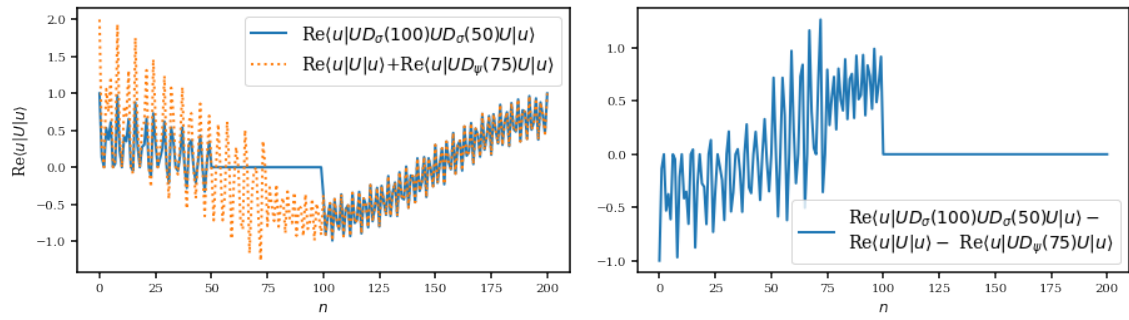 2.0
1.5
1.0
0.5
0.0
−0.5
−1.0
Re⟨u|U|u⟩
Re⟨u|UD_σ(100)UD_σ(50)U|u⟩
Re⟨u|U|u⟩+Re⟨u|UD_ψ(75)U|u⟩
0 25 50 75 100 125 150 175 200
n
1.0
0.5
0.0
−0.5
−1.0
Re⟨u|UD_σ(100)UD_σ(50)U|u⟩ −
Re⟨u|U|u⟩ − Re⟨u|UD_ψ(75)U|u⟩
0 25 50 75 100 125 150 175 200
n